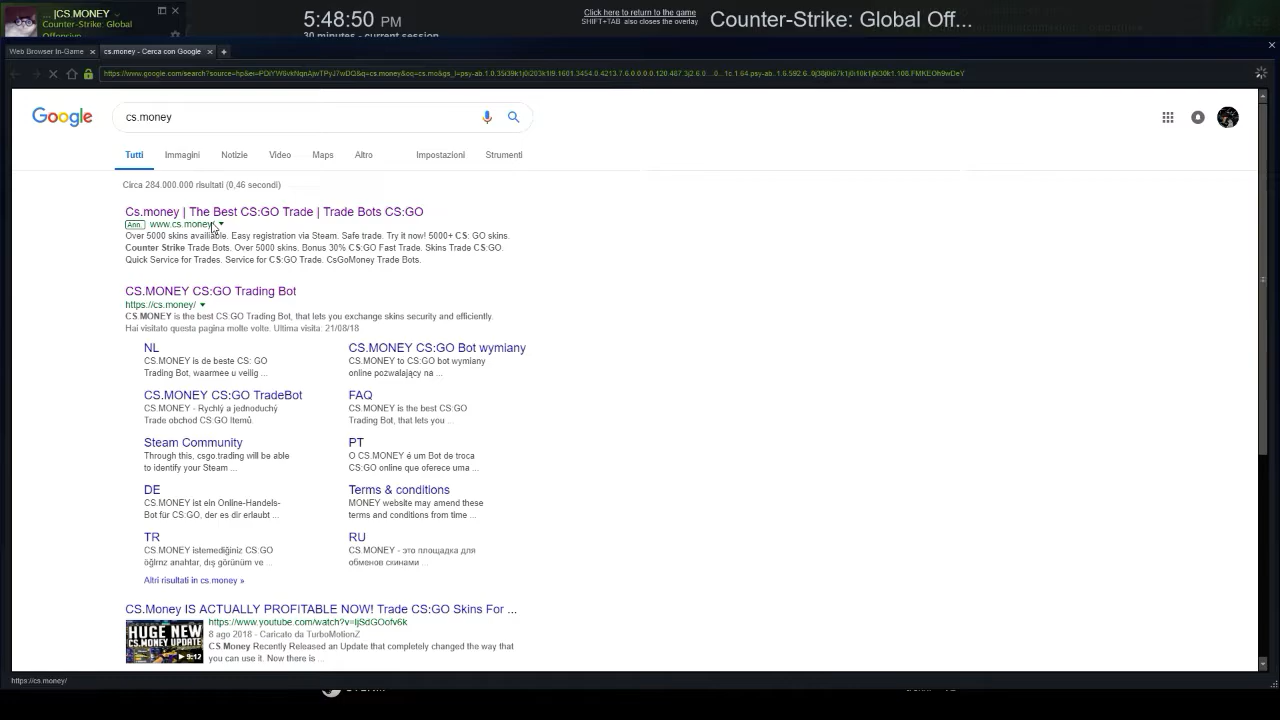 ... |CS.MONEY
Counter-Strike: Global
Offensive
5:48:50 PM
30 minutes - current session
Click here to return to the game
SHIFT+TAB also closes the overlay
Counter-Strike: Global Off...
Web Browser In-Game
cs.money - Cerca con Google
Google
cs.money
Tutti
Immagini
Notizie
Video
Maps
Altro
Impostazioni
Strumenti
Circa 284.000.000 risultati (0,46 secondi)
Cs.money | The Best CS:GO Trade | Trade Bots CS:GO
Ann. www.cs.money/
Over 5000 skins available. Easy registration via Steam. Safe trade. Try it now! 5000+ CS: GO skins.
Counter Strike Trade Bots. Over 5000 skins. Bonus 30% CS:GO Fast Trade. Skins Trade CS:GO.
Quick Service for Trades. Service for CS:GO Trade. CsGoMoney Trade Bots.
CS.MONEY CS:GO Trading Bot
https://cs.money/
CS MONEY is the best CS GO Trading Bot, that lets you exchange skins security and efficiently.
Hai visitato questa pagina molte volte. Ultima visita: 21/08/18
NL
CS.MONEY is de beste CS: GO
Trading Bot, waarmee u veilig ...
CS.MONEY CS:GO Bot wymiany
CS.MONEY to CS:GO bot wymiany
online pozwalający na ...
CS.MONEY CS:GO TradeBot
CS.MONEY - Rychlý a jednoduchý
Trade obchod CS:GO Itemů.
FAQ
CS.MONEY is the best CS:GO
Trading Bot, that lets you ...
Steam Community
Through this, csgo.trading will be able
to identify your Steam ...
PT
O CS.MONEY é um Bot de troca
CS:GO online que oferece uma ...
DE
CS.MONEY ist ein Online-Handels-
Bot für CS:GO, der es dir erlaubt ...
Terms & conditions
MONEY website may amend these
terms and conditions from time ...
TR
CS.MONEY istemediğiniz CS:GO
öğlrnz anahtar, dış görünüm ve ...
RU
CS.MONEY - это площадка для
обменов скинами ...
Altri risultati in cs.money »
CS.Money IS ACTUALLY PROFITABLE NOW! Trade CS:GO Skins For ...
https://www.youtube.com/watch?v=ljSdGOofv6k
8 ago 2018 - Caricato da TurboMotionZ
CS.Money Recently Released an Update that completely changed the way that
you can use it. Now there is ...
HUGE NEW
CS.MONEY UPDATE
9:12
https://cs.money/